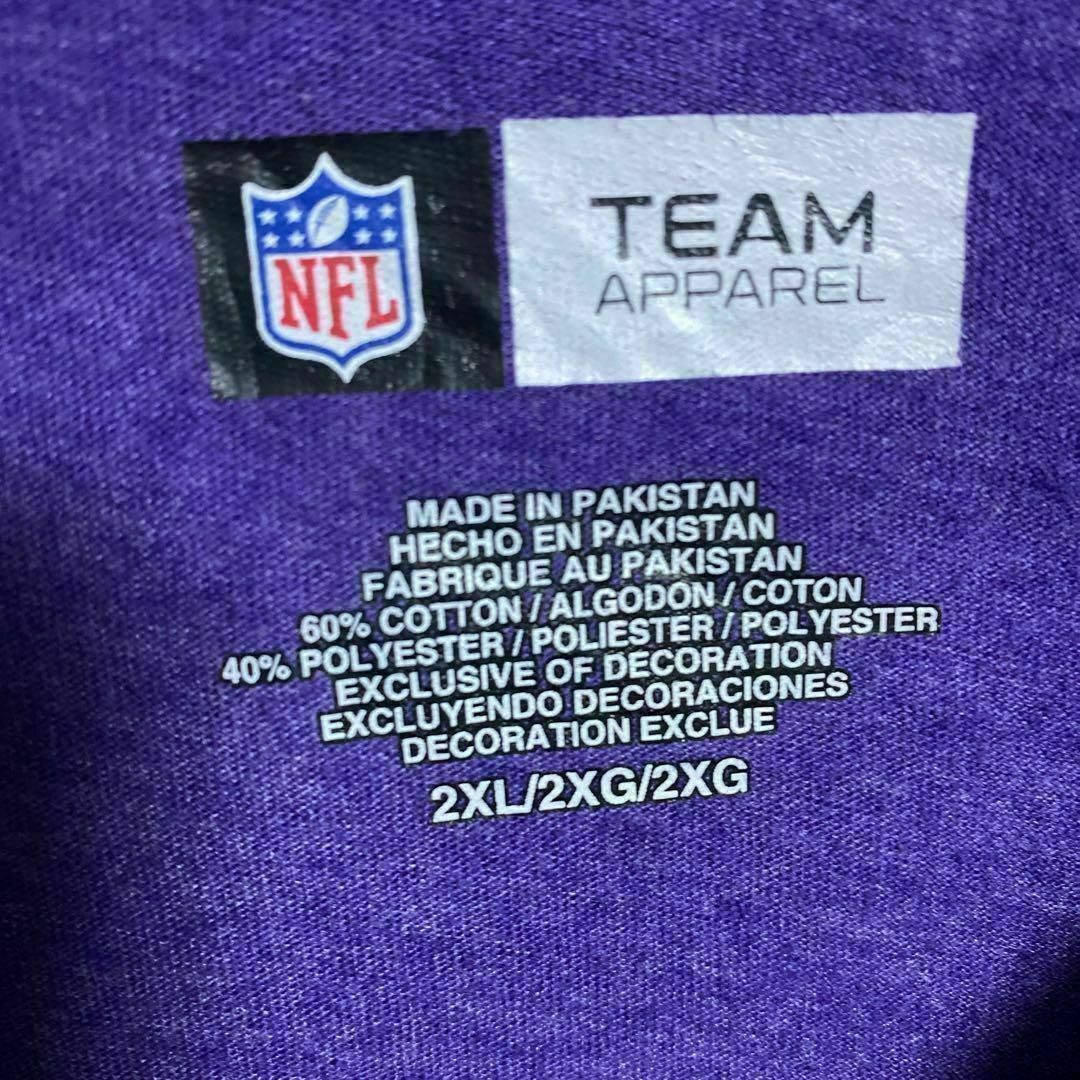 NFL
TEAM
APPAREL
MADE IN PAKISTAN
HECHO EN PAKISTAN
FABRIQUE AU PAKISTAN
60% COTTON / ALGODON / COTON
40% POLYESTER / POLIESTER / POLYESTER
EXCLUSIVE OF DECORATION
EXCLUYENDO DECORACIONES
DECORATION EXCLUE
2XL/2XG/2XG